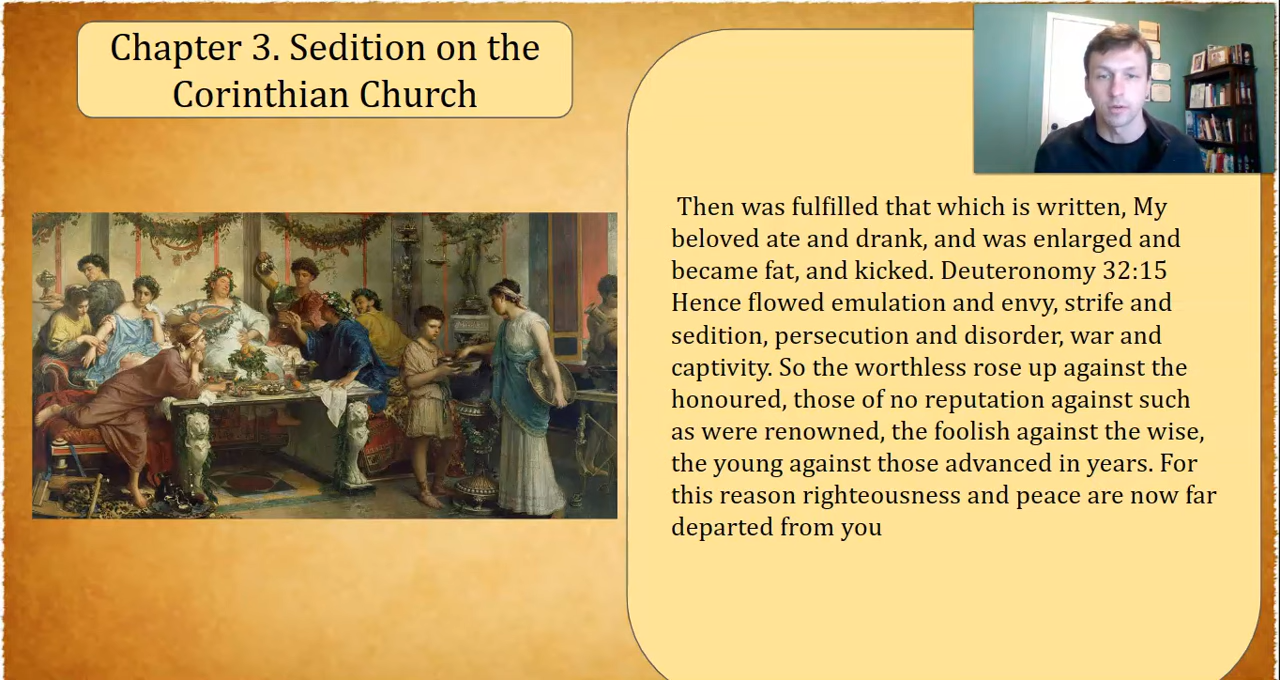 Chapter 3. Sedition on the
Corinthian Church
Then was fulfilled that which is written, My
beloved ate and drank, and was enlarged and
became fat, and kicked. Deuteronomy 32:15
Hence flowed emulation and envy, strife and
sedition, persecution and disorder, war and
captivity. So the worthless rose up against the
honoured, those of no reputation against such
as were renowned, the foolish against the wise,
the young against those advanced in years. For
this reason righteousness and peace are now far
departed from you